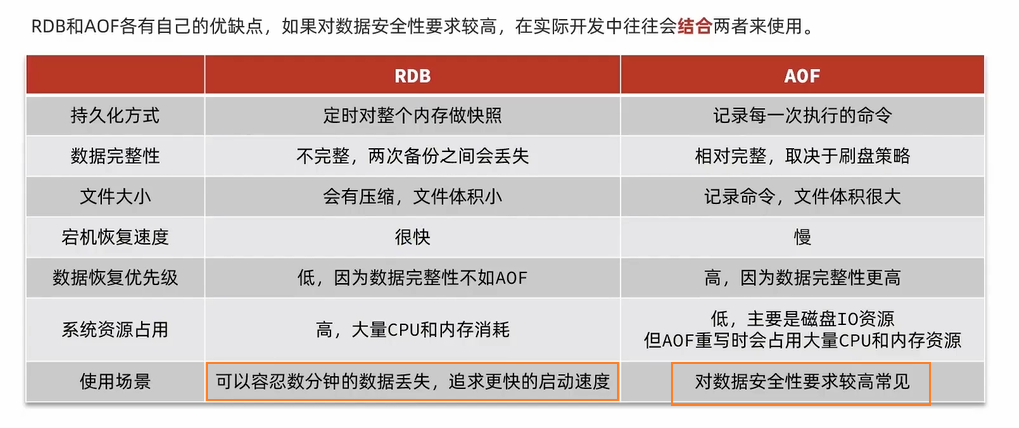 RDB和AOF各有自己的优缺点，如果对数据安全性要求较高，在实际开发中往往会结合两者来使用。
RDB AOF
持久化方式 定时对整个内存做快照 记录每一次执行的命令
数据完整性 不完整，两次备份之间会丢失 相对完整，取决于刷盘策略
文件大小 会有压缩，文件体积小 记录命令，文件体积很大
宕机恢复速度 很快 慢
数据恢复优先级 低，因为数据完整性不如AOF 高，因为数据完整性更高
系统资源占用 高，大量CPU和内存消耗 低，主要是磁盘IO资源
但AOF重写时会占用大量CPU和内存资源
使用场景 可以容忍数分钟的数据丢失，追求更快的启动速度 对数据安全性要求较高常见